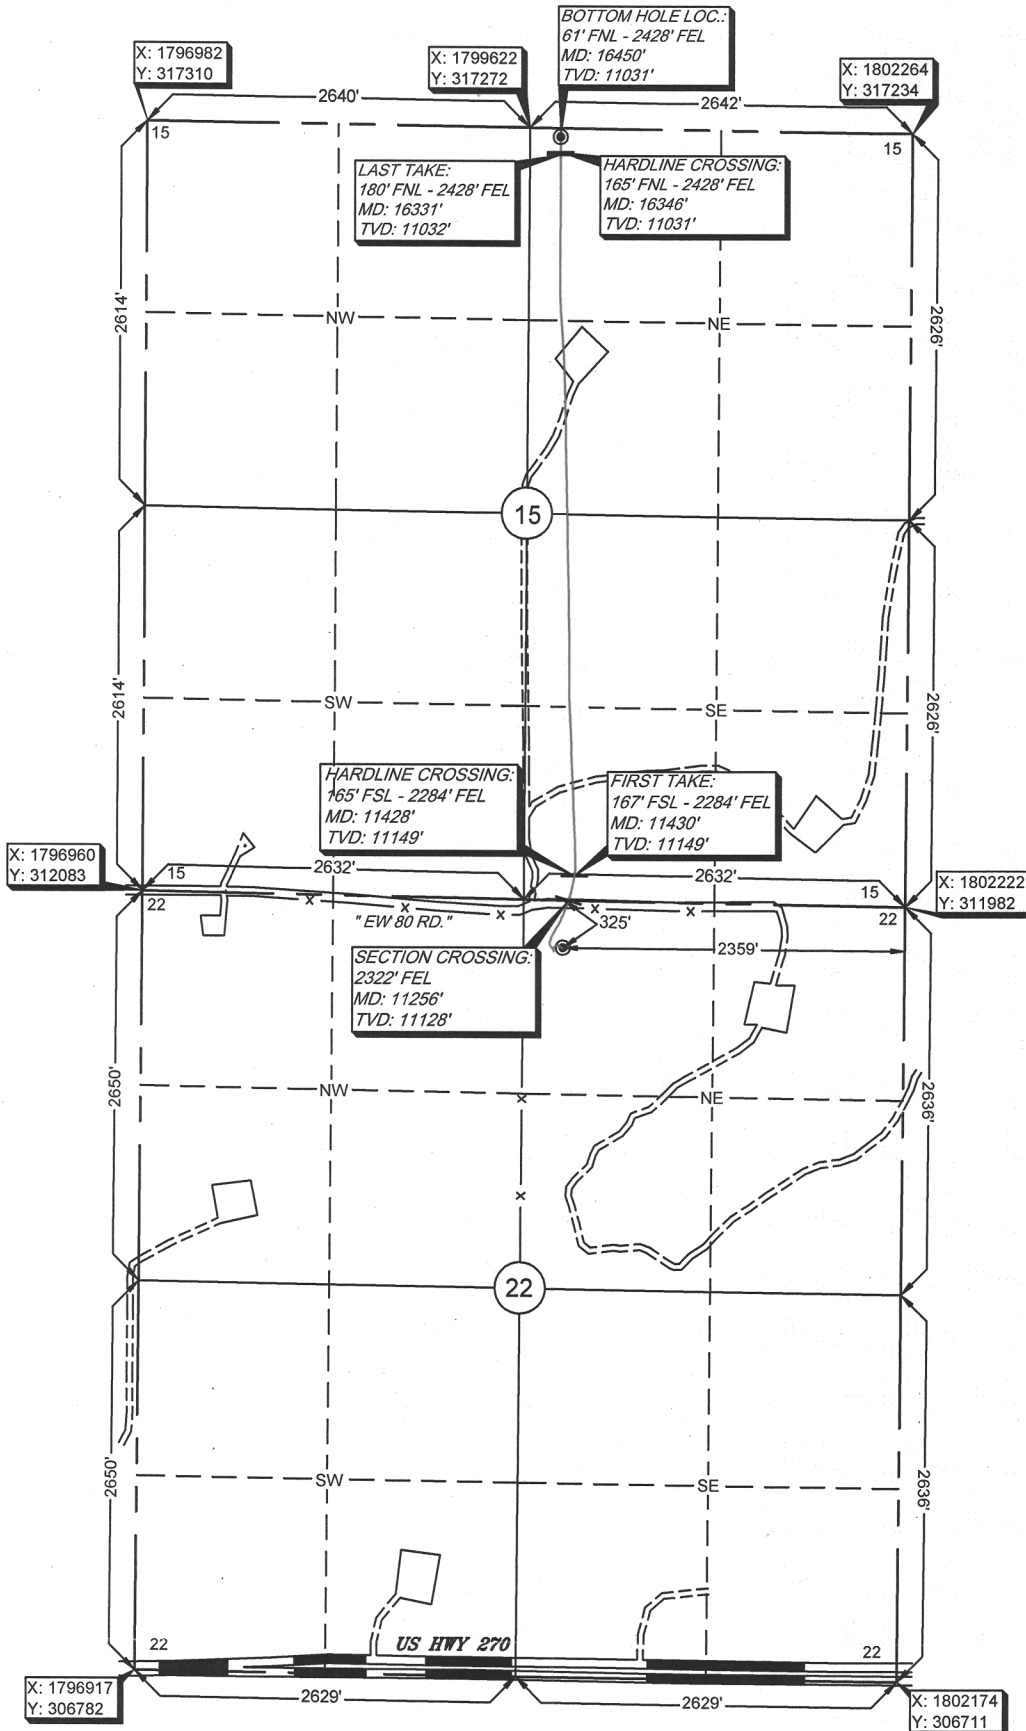 BOTTOM HOLE LOC.:
61' FNL - 2428' FEL
MD: 16450'
TVD: 11031'
X: 1796982
Y: 317310
X: 1799622
Y: 317272
X: 1802264
Y: 317234
2640'
2642'
15
15
LAST TAKE:
180' FNL - 2428' FEL
MD: 16331'
TVD: 11032'
HARDLINE CROSSING:
165' FNL - 2428' FEL
MD: 16346'
TVD: 11031'
2614'
NW
NE
2626'
15
2614'
SW
SE
2626'
HARDLINE CROSSING:
165' FSL - 2284' FEL
MD: 11428'
TVD: 11149'
FIRST TAKE:
167' FSL - 2284' FEL
MD: 11430'
TVD: 11149'
X: 1796960
Y: 312083
15
2632'
2632'
15
X: 1802222
Y: 311982
22
" EW 80 RD."
x
x
x
x
x
22
325'
2359'
SECTION CROSSING:
2322' FEL
MD: 11256'
TVD: 11128'
2650'
NW
x
NE
2636'
x
22
2650'
SW
SE
2636'
22
US HWY 270
22
X: 1796917
Y: 306782
2629'
2629'
X: 1802174
Y: 306711